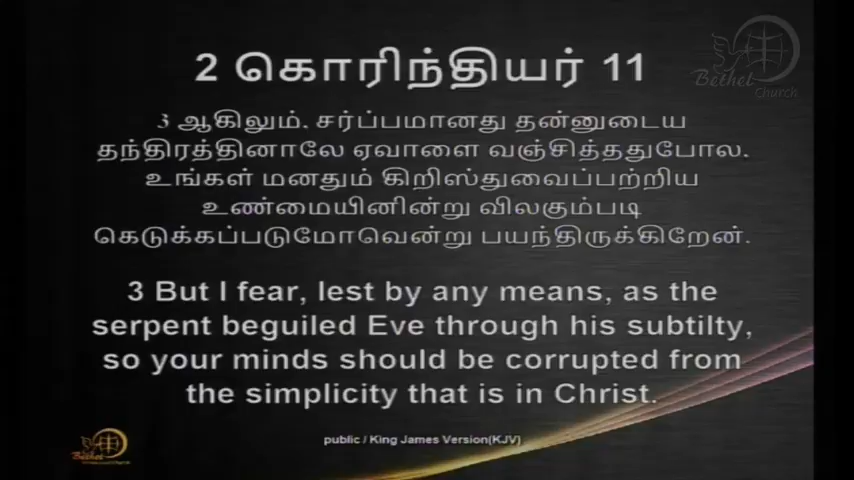 Bethel
Church
2 கொரிந்தியர் 11
3 ஆகிலும், சர்ப்பமானது தன்னுடைய
தந்திரத்தினாலே ஏவாளை வஞ்சித்ததுபோல,
உங்கள் மனதும் கிறிஸ்துவைப்பற்றிய
உண்மையினின்று விலகும்படி
கெடுக்கப்படுமோவென்று பயந்திருக்கிறேன்.
3 But I fear, lest by any means, as the
serpent beguiled Eve through his subtilty,
so your minds should be corrupted from
the simplicity that is in Christ.
public / King James Version(KJV)
Bethel